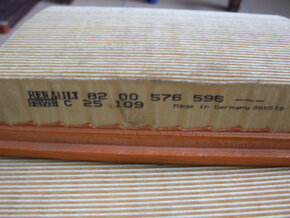 RENAULT 82 00 576 596 ---
C 25 109 Made in Germany